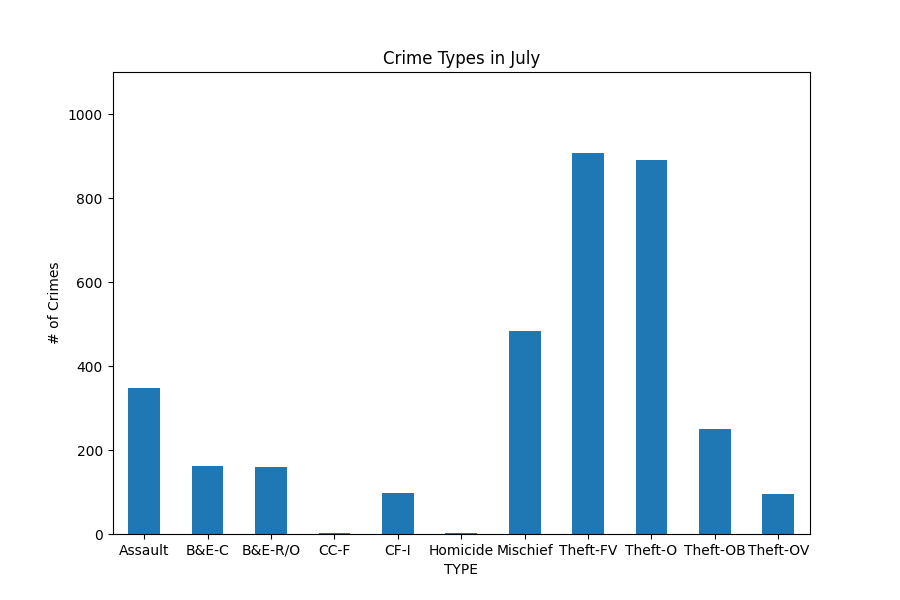 Crime Types in July
# of Crimes
1000
800
600
400
200
0
Assault B&E-C B&E-R/O CC-F CF-I Homicide Mischief Theft-FV Theft-O Theft-OB Theft-OV
TYPE